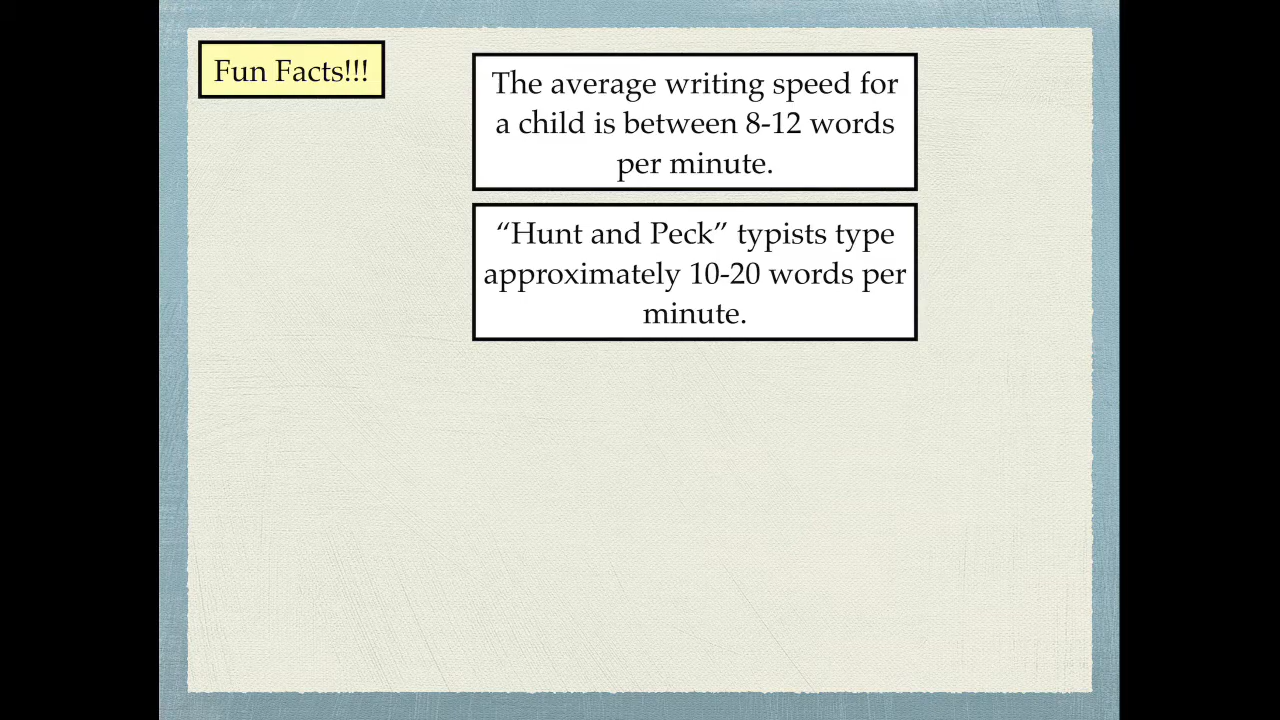 Fun Facts!!!
The average writing speed for
a child is between 8-12 words
per minute.
“Hunt and Peck” typists type
approximately 10-20 words per
minute.